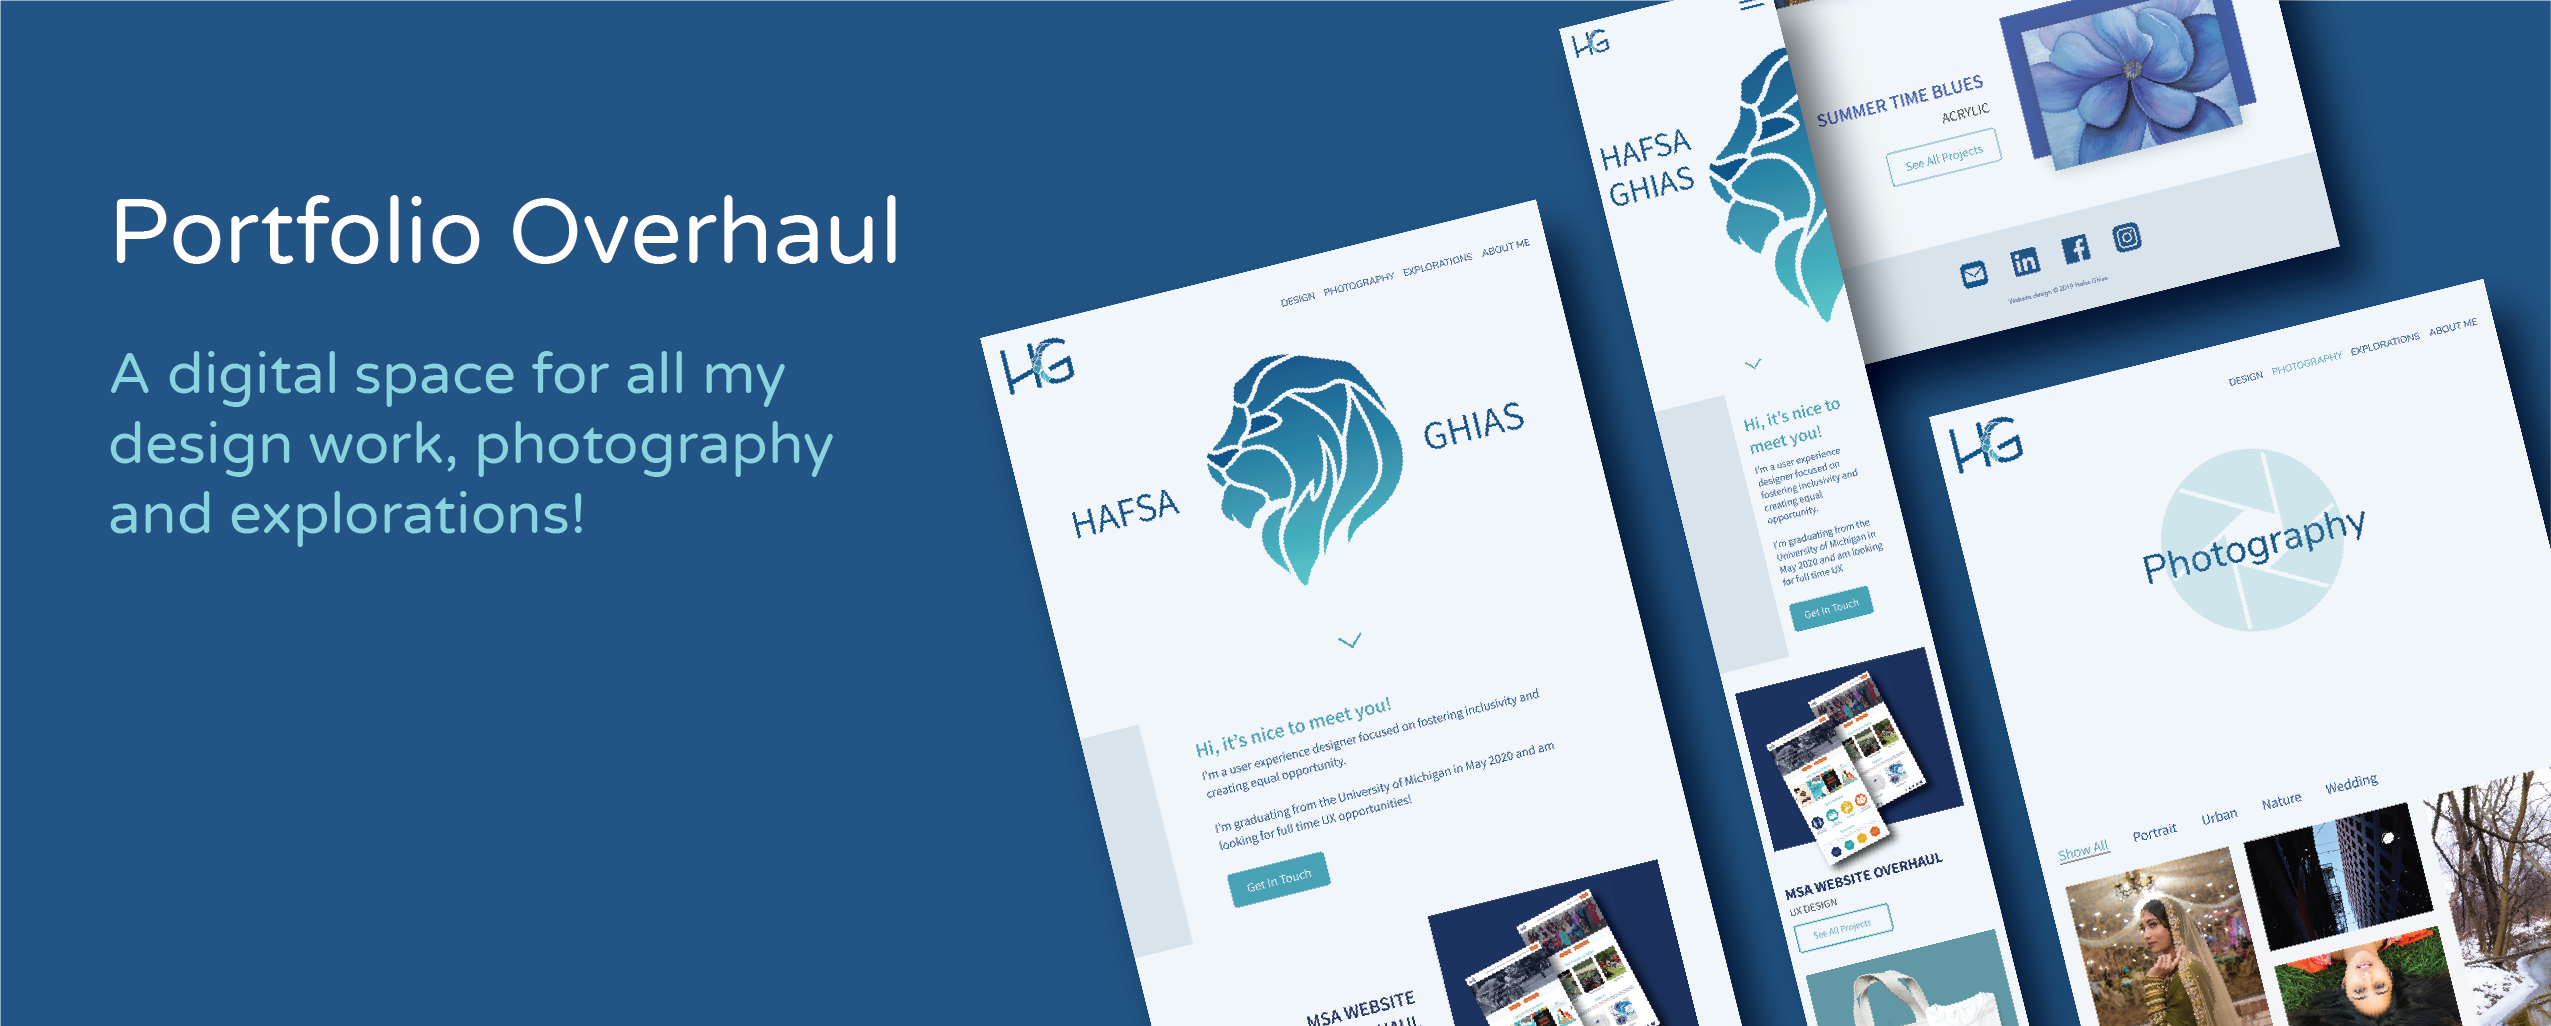 Portfolio Overhaul
A digital space for all my
design work, photography
and explorations!
HG
DESIGN PHOTOGRAPHY EXPLORATIONS ABOUT ME
HAFSA
GHIAS
Hi, it's nice to meet you!
I'm a user experience designer focused on fostering inclusivity and
creating equal opportunity.
I'm graduating from the University of Michigan in May 2020 and am
looking for full time UX opportunities!
Get In Touch
MSA WEBSITE
HG
HAFSA
GHIAS
Hi, it's nice to
meet you!
I'm a user experience
designer focused on
fostering inclusivity and
creating equal
opportunity.
I'm graduating from the
University of Michigan in
May 2020 and am looking
for full time UX
Get In Touch
MSA WEBSITE OVERHAUL
UX DESIGN
See All Projects
SUMMER TIME BLUES
ACRYLIC
See All Projects
Website design © 2019 Hafsa Ghias.
HG
DESIGN PHOTOGRAPHY EXPLORATIONS ABOUT ME
Photography
Show All Portrait Urban Nature Wedding